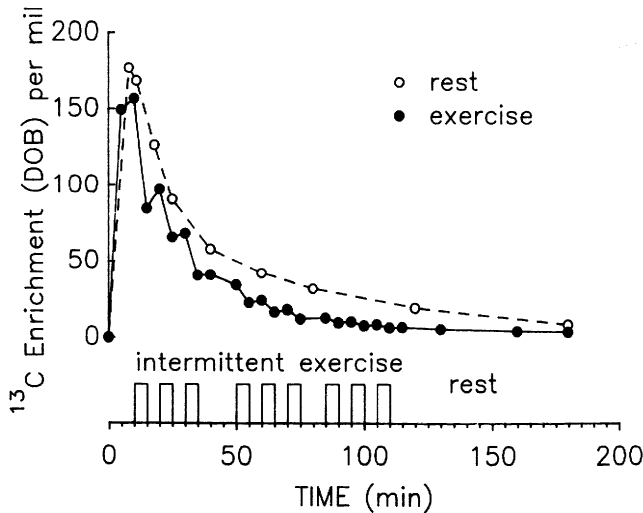 ¹³C Enrichment (DOB) per mil
200
150
100
50
0
rest
exercise
intermittent exercise
rest
0
50
100
150
200
TIME (min)